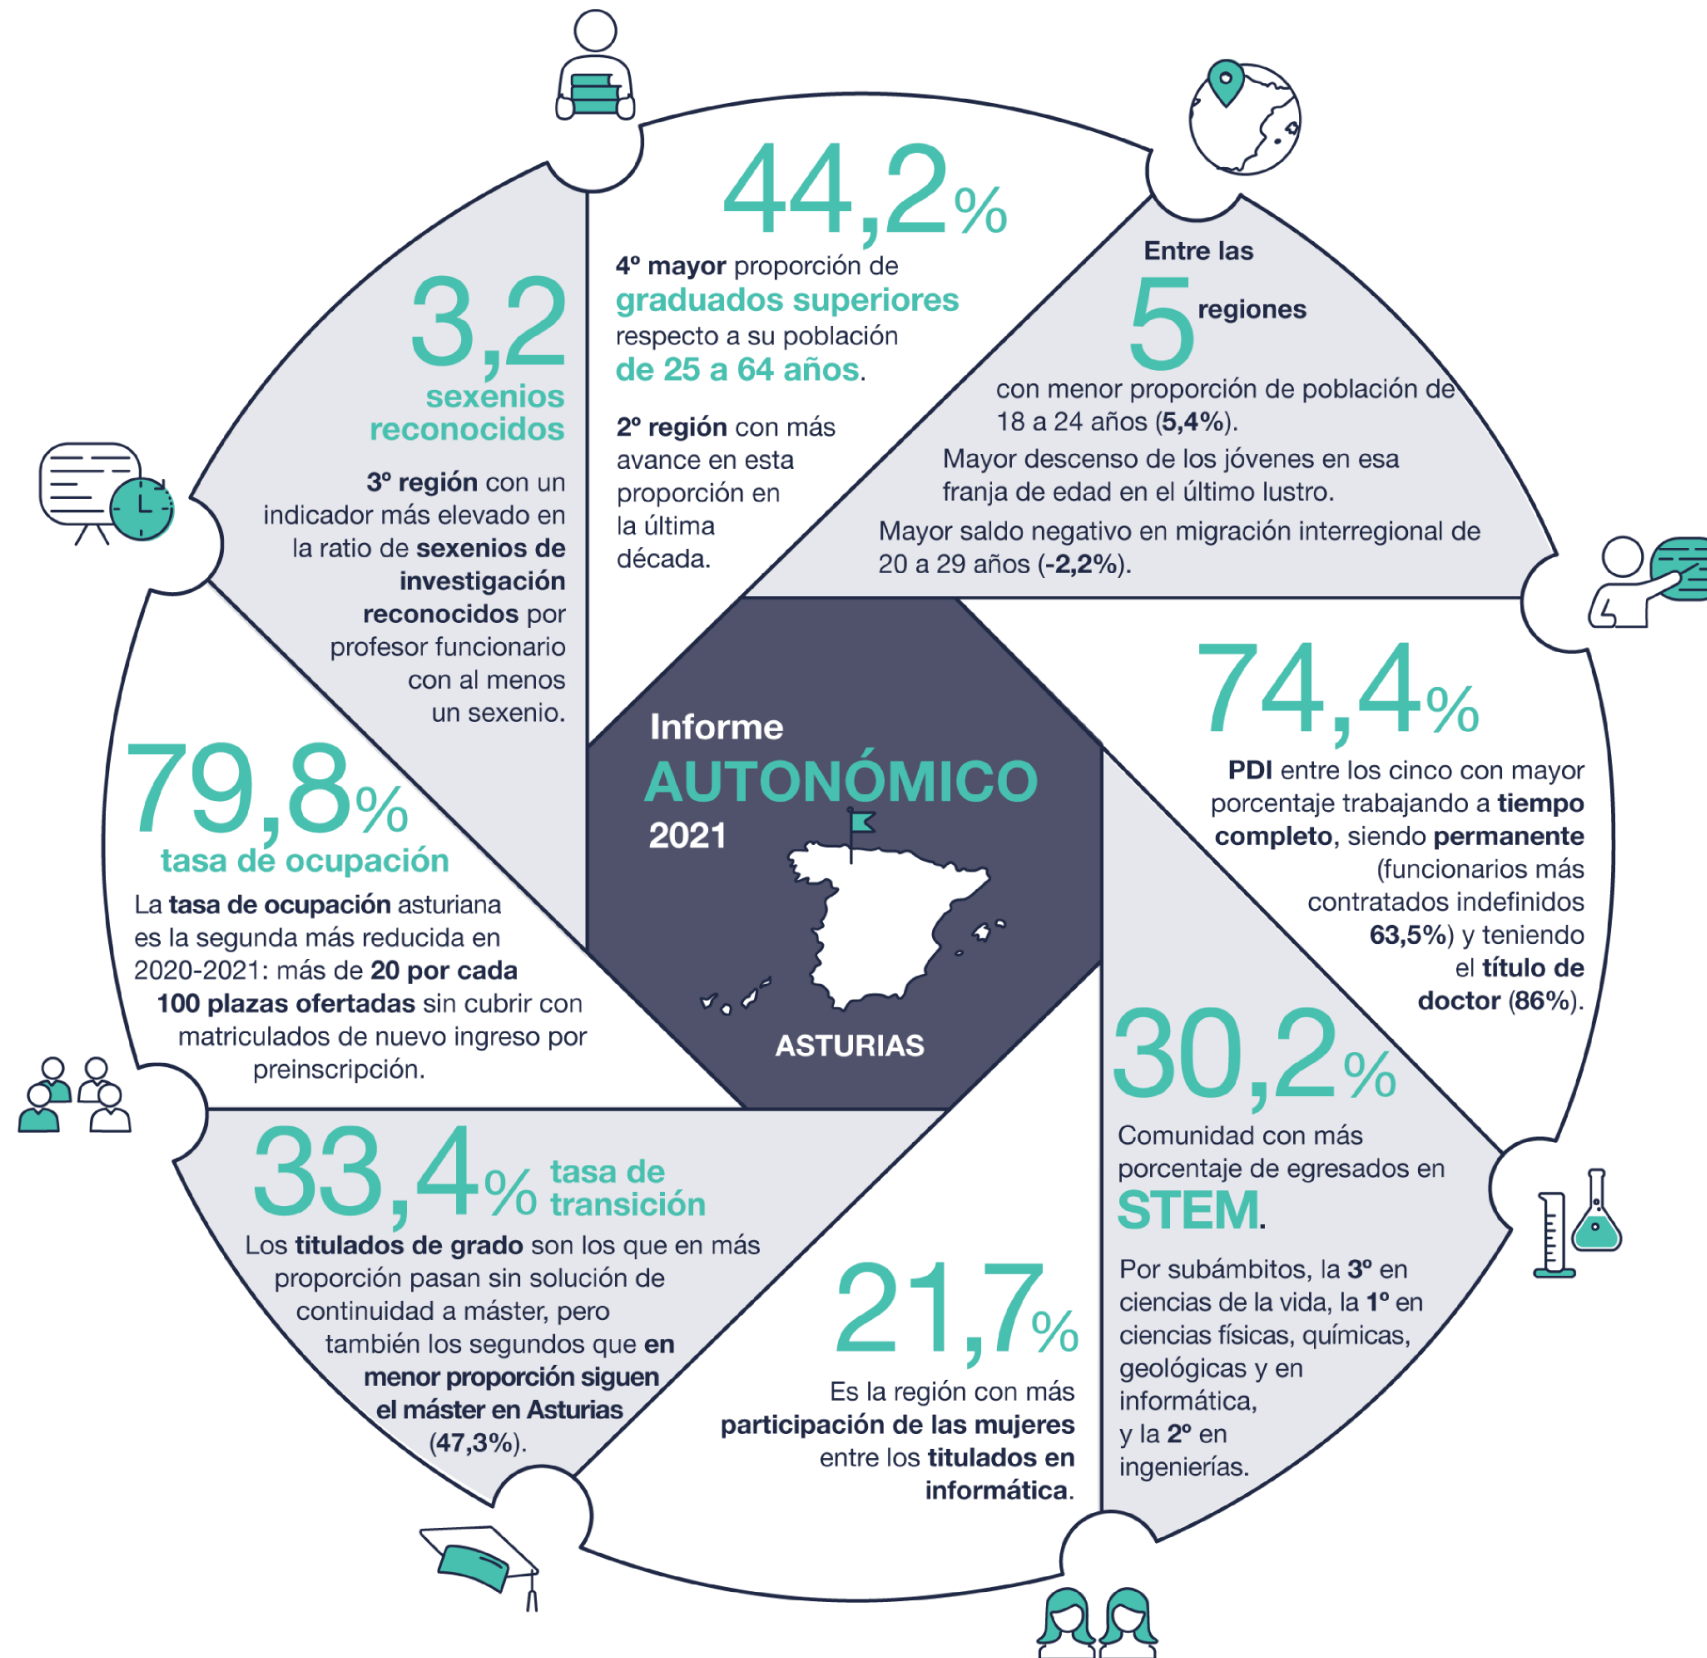 44,2%
4º mayor proporción de
graduados superiores
respecto a su población
de 25 a 64 años.
2º región con más
avance en esta
proporción en
la última
década.
Entre las
5 regiones
con menor proporción de población de
18 a 24 años (5,4%).
Mayor descenso de los jóvenes en esa
franja de edad en el último lustro.
Mayor saldo negativo en migración interregional de
20 a 29 años (-2,2%).
3,2
sexenios
reconocidos
3º región con un
indicador más elevado en
la ratio de sexenios de
investigación
reconocidos por
profesor funcionario
con al menos
un sexenio.
Informe
AUTONÓMICO
2021
ASTURIAS
74,4%
PDI entre los cinco con mayor
porcentaje trabajando a tiempo
completo, siendo permanente
(funcionarios más
contratados indefinidos
63,5%) y teniendo
el título de
doctor (86%).
79,8%
tasa de ocupación
La tasa de ocupación asturiana
es la segunda más reducida en
2020-2021: más de 20 por cada
100 plazas ofertadas sin cubrir con
matriculados de nuevo ingreso por
preinscripción.
30,2%
Comunidad con más
porcentaje de egresados en
STEM.
Por subámbitos, la 3º en
ciencias de la vida, la 1º en
ciencias físicas, químicas,
geológicas y en
informática,
y la 2º en
ingenierías.
33,4% tasa de
transición
Los titulados de grado son los que en más
proporción pasan sin solución de
continuidad a máster, pero
también los segundos que en
menor proporción siguen
el máster en Asturias
(47,3%).
21,7%
Es la región con más
participación de las mujeres
entre los titulados en
informática.